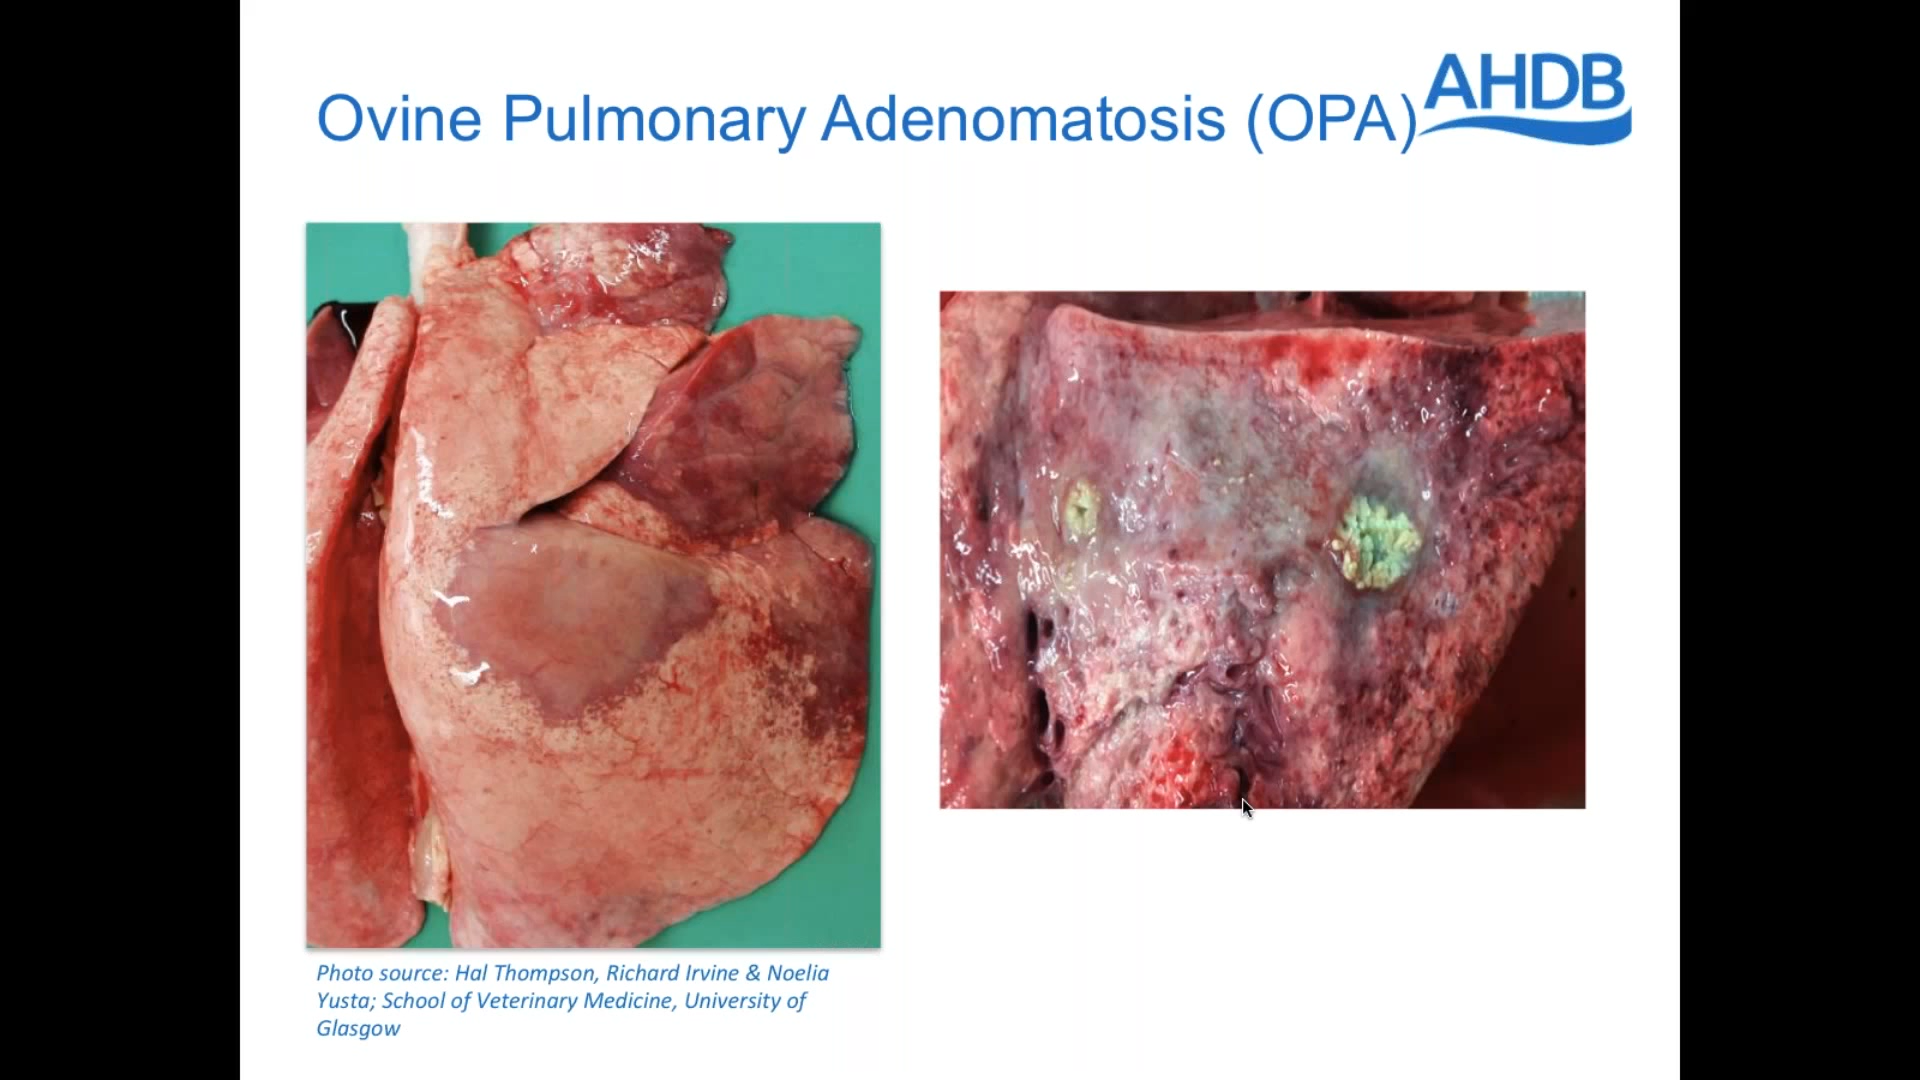 Ovine Pulmonary Adenomatosis (OPA)
AHDB
Photo source: Hal Thompson, Richard Irvine & Noelia
Yusta; School of Veterinary Medicine, University of
Glasgow